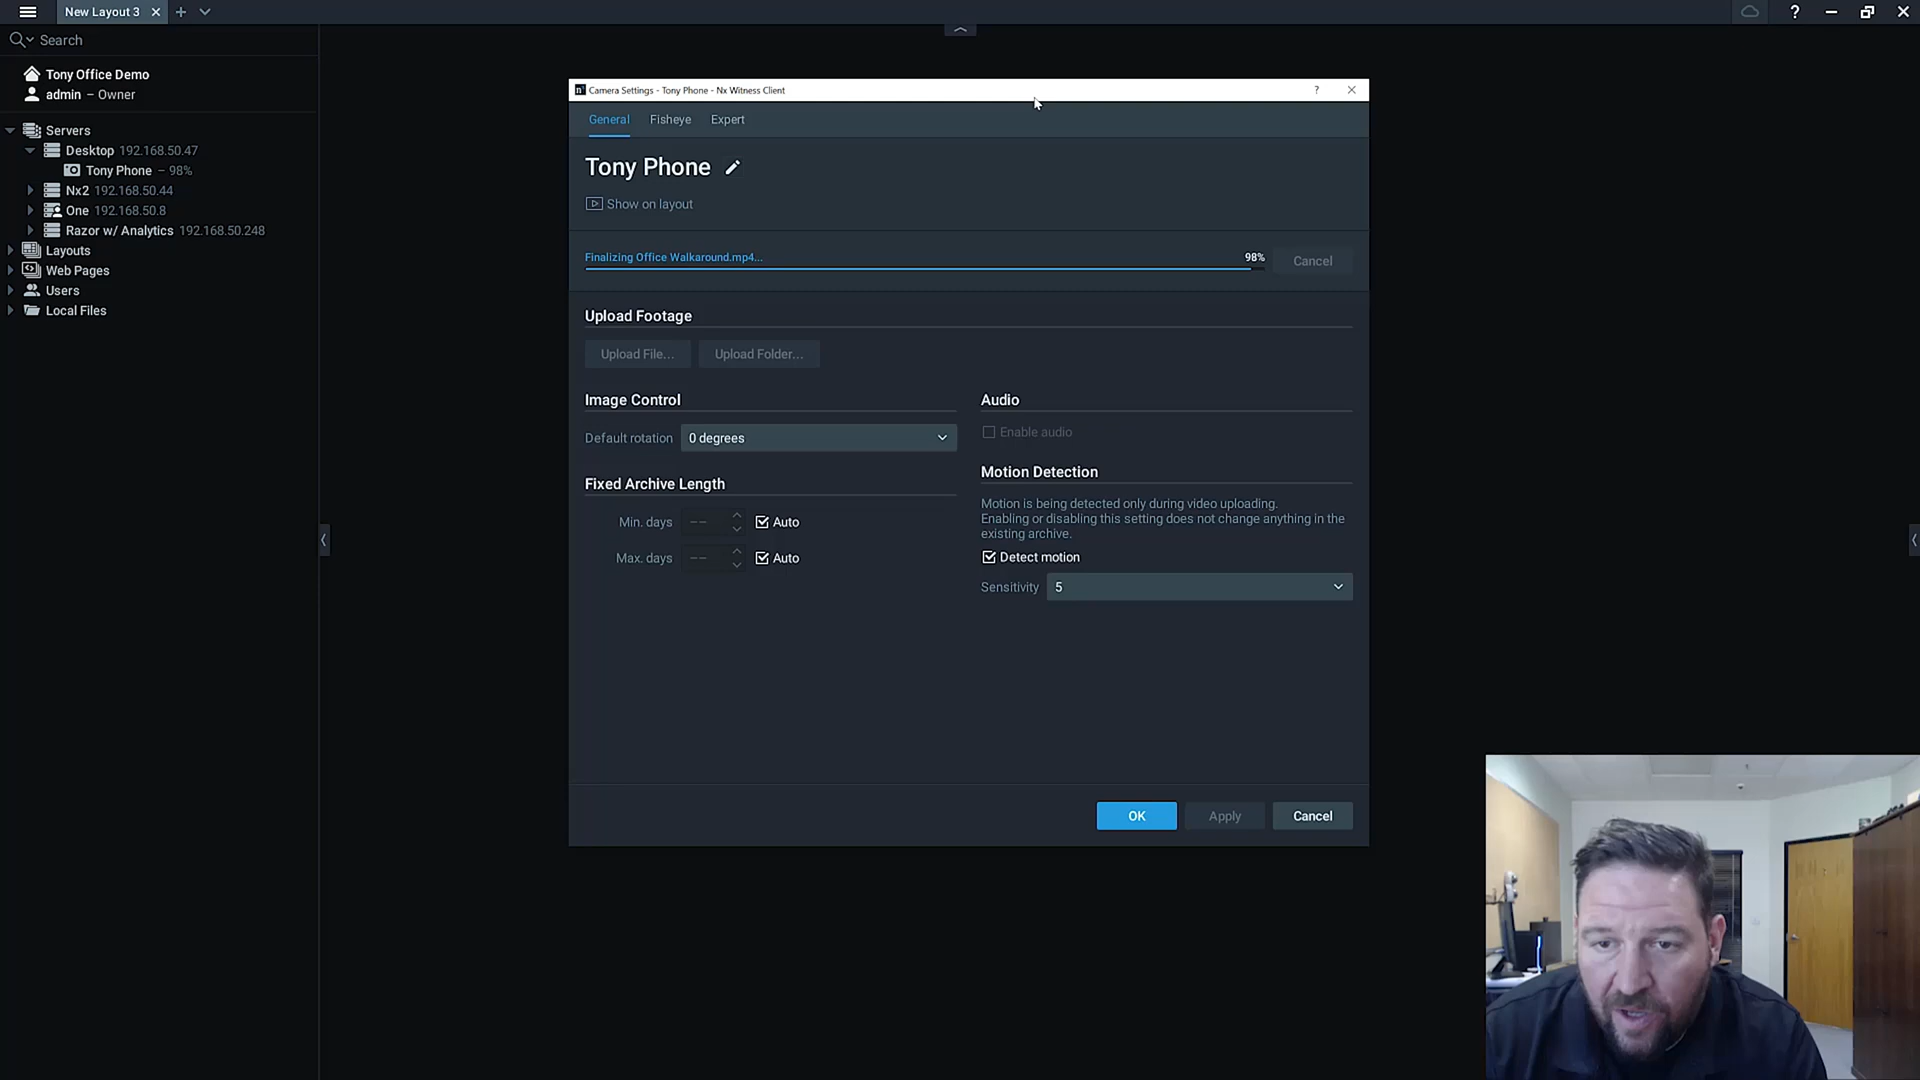 New Layout 3
Search
Tony Office Demo
admin – Owner
Servers
Desktop 192.168.50.47
Tony Phone – 98%
Nx2 192.168.50.44
One 192.168.50.8
Razor w/ Analytics 192.168.50.248
Layouts
Web Pages
Users
Local Files
Camera Settings - Tony Phone - Nx Witness Client
General Fisheye Expert
Tony Phone
Show on layout
Finalizing Office Walkaround.mp4... 98% Cancel
Upload Footage
Upload File... Upload Folder...
Image Control
Default rotation 0 degrees
Fixed Archive Length
Min. days -- Auto
Max. days -- Auto
Audio
Enable audio
Motion Detection
Motion is being detected only during video uploading.
Enabling or disabling this setting does not change anything in the
existing archive.
Detect motion
Sensitivity 5
OK Apply Cancel